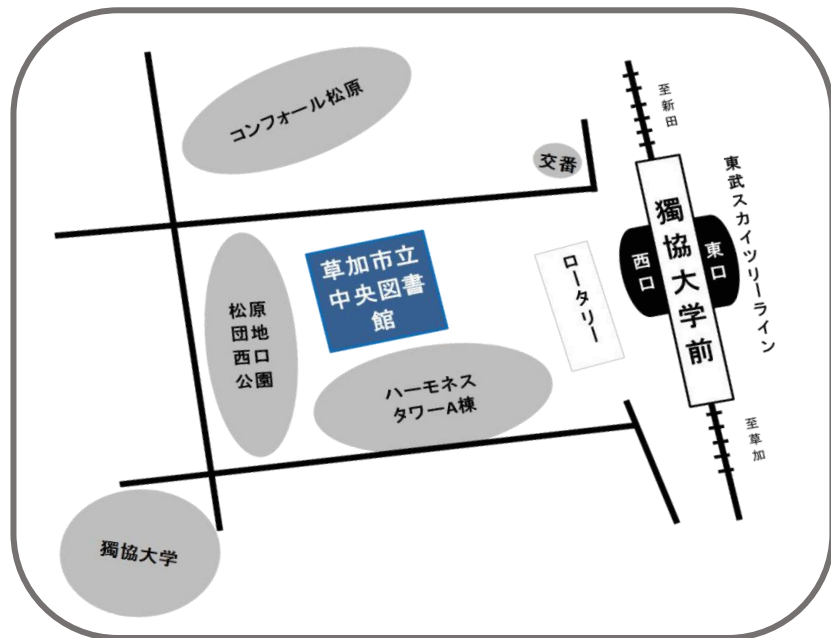 コンフォール松原
交番
至新田
東武スカイツリーライン
獨協大学前
西口
東口
ロータリー
草加市立
中央図書
館
松原
団地
西口
公園
ハーモネス
タワーA棟
至草加
獨協大学